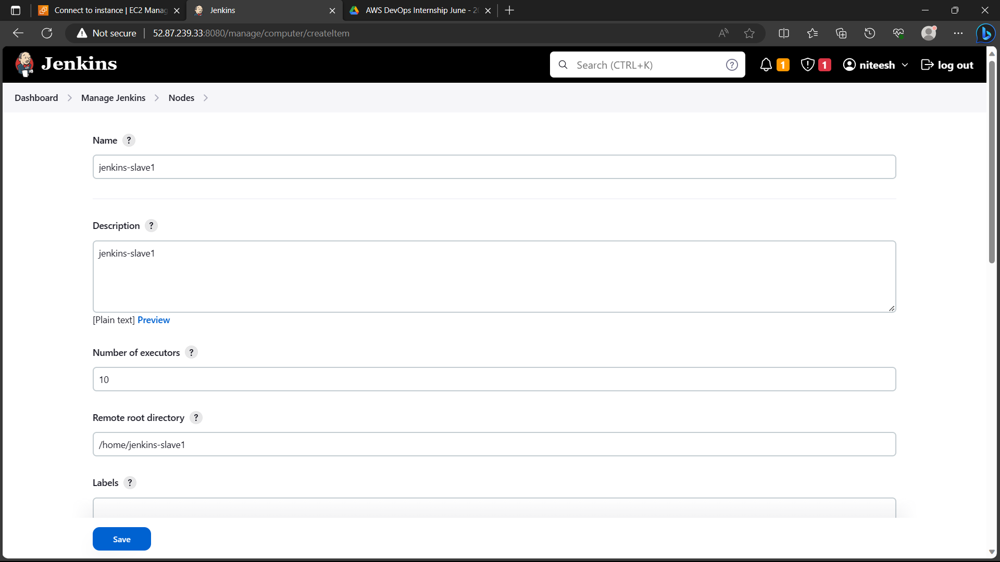 Connect to instance | EC2 Manag
Jenkins
AWS DevOps Internship June - 20
Not secure
52.87.239.33:8080/manage/computer/createItem
Jenkins
Search (CTRL+K)
?
1
1
niteesh
log out
Dashboard
Manage Jenkins
Nodes
Name ?
jenkins-slave1
Description ?
jenkins-slave1
[Plain text] Preview
Number of executors ?
10
Remote root directory ?
/home/jenkins-slave1
Labels ?
Save